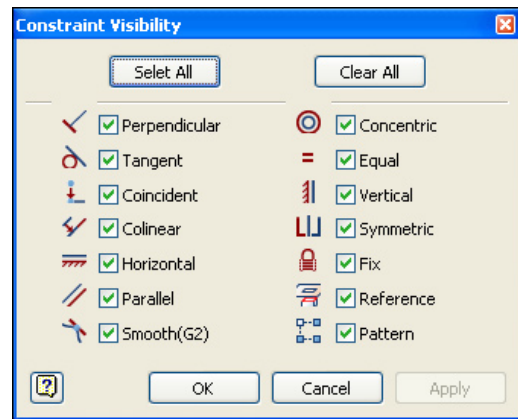 Constraint Visibility
Selet All
Clear All
Perpendicular
Concentric
Tangent
Equal
Coincident
Vertical
Colinear
Symmetric
Horizontal
Fix
Parallel
Reference
Smooth(G2)
Pattern
?
OK
Cancel
Apply